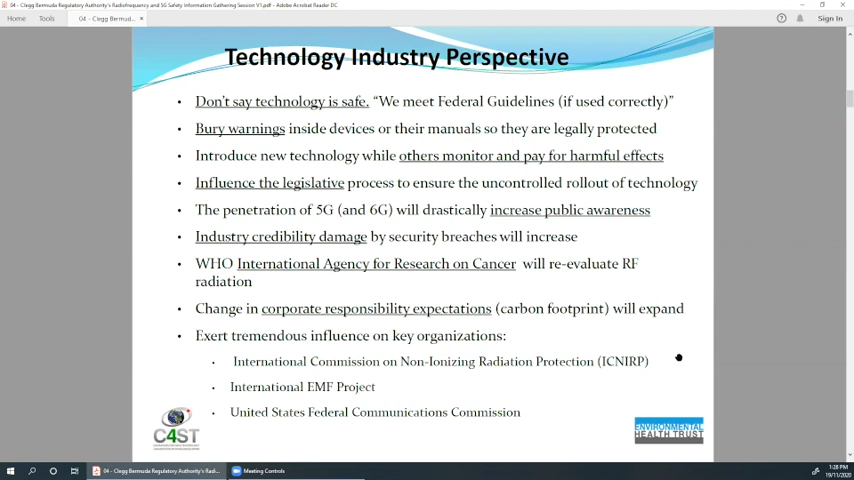 04 - Clegg Bermuda Regulatory Authority's Radiofrequency and 5G Safety Information Gathering Session V1.pdf - Adobe Acrobat Reader DC
Home Tools 04 - Clegg Bermud... × Sign In
Technology Industry Perspective
• Don't say technology is safe. “We meet Federal Guidelines (if used correctly)”
• Bury warnings inside devices or their manuals so they are legally protected
• Introduce new technology while others monitor and pay for harmful effects
• Influence the legislative process to ensure the uncontrolled rollout of technology
• The penetration of 5G (and 6G) will drastically increase public awareness
• Industry credibility damage by security breaches will increase
• WHO International Agency for Research on Cancer will re-evaluate RF
radiation
• Change in corporate responsibility expectations (carbon footprint) will expand
• Exert tremendous influence on key organizations:
• International Commission on Non-Ionizing Radiation Protection (ICNIRP)
• International EMF Project
• United States Federal Communications Commission
C4ST
ENVIRONMENTAL
HEALTH TRUST
04 - Clegg Bermuda Regulatory Authority's Radi... Meeting Controls
1:28 PM
19/11/2020